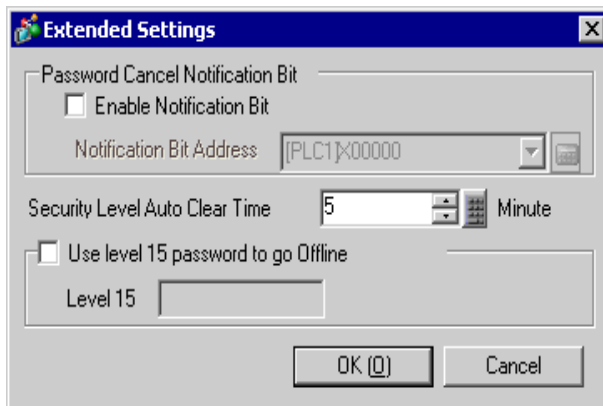 Extended Settings
Password Cancel Notification Bit
Enable Notification Bit
Notification Bit Address [PLC1]X00000
Security Level Auto Clear Time 5 Minute
Use level 15 password to go Offline
Level 15
OK (O) Cancel